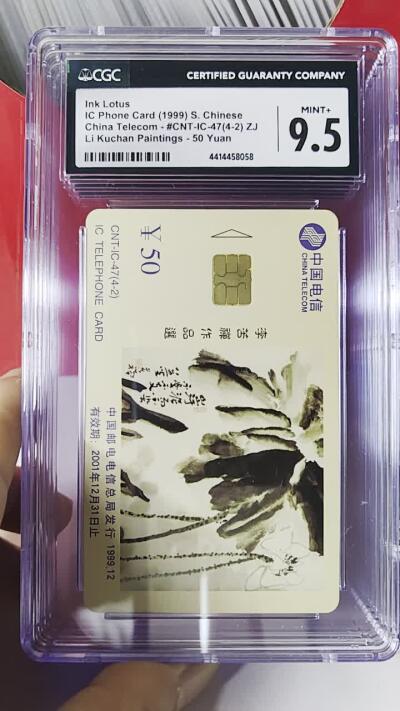 CGC
CERTIFIED GUARANTY COMPANY
Ink Lotus
IC Phone Card (1999) S. Chinese
China Telecom - #CNT-IC-47(4-2) ZJ
Li Kuchan Paintings - 50 Yuan
4414458058
MINT+
9.5
中国电信
CHINA TELECOM
¥50
CNT-IC-47(4-2)
IC TELEPHONE CARD
李苦禅作品選
中国邮电电信总局发行 1999.12
有效期：2001年12月31日止